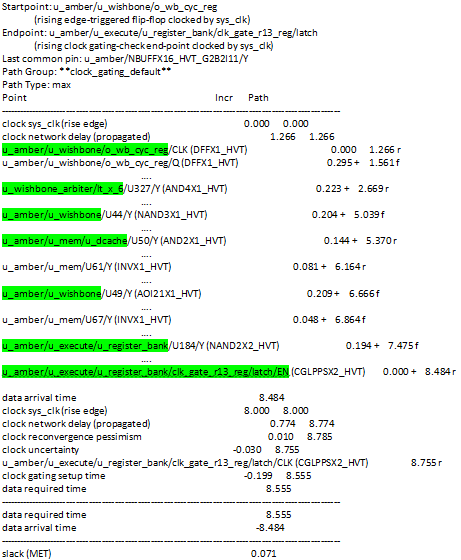 Startpoint: u_amber/u_wishbone/o_wb_cyc_reg
(rising edge-triggered flip-flop clocked by sys_clk)
Endpoint: u_amber/u_execute/u_register_bank/clk_gate_r13_reg/latch
(rising clock gating-check end-point clocked by sys_clk)
Last common pin: u_amber/NBUFFX16_HVT_G2B2I11/Y
Path Group: **clock_gating_default**
Path Type: max
Point Incr Path
------------------------------------------------------------
clock sys_clk(rise edge) 0.000 0.000
clock network delay (propagated) 1.266 1.266
u_amber/u_wishbone/o_wb_cyc_reg/CLK (DFFX1_HVT) 0.000 1.266 r
u_amber/u_wishbone/o_wb_cyc_reg/Q (DFFX1_HVT) 0.295 + 1.561 f
....
u_wishbone_arbiter/lt_x_6/U327/Y (AND4X1_HVT) 0.223 + 2.669 r
....
u_amber/u_wishbone/U44/Y (NAND3X1_HVT) 0.204 + 5.039 f
....
u_amber/u_mem/u_dcache/U50/Y (AND2X1_HVT) 0.144 + 5.370 r
....
u_amber/u_mem/U61/Y (INVX1_HVT) 0.081 + 6.164 r
....
u_amber/u_wishbone/U49/Y (AOI21X1_HVT) 0.209 + 6.666 f
....
u_amber/u_mem/U67/Y (INVX1_HVT) 0.048 + 6.864 r
....
u_amber/u_execute/u_register_bank/U184/Y (NAND2X2_HVT) 0.194 + 7.475 f
....
u_amber/u_execute/u_register_bank/clk_gate_r13_reg/latch/EN (CGLPPSX2_HVT) 0.000 + 8.484 r
data arrival time 8.484
clock sys_clk (rise edge) 8.000 8.000
clock network delay (propagated) 0.774 8.774
clock reconvergence pessimism 0.010 8.785
clock uncertainty -0.030 8.755
u_amber/u_execute/u_register_bank/clk_gate_r13_reg/latch/CLK (CGLPPSX2_HVT) 8.755 r
clock gating setup time -0.199 8.555
data required time 8.555
------------------------------------------------------------
data required time 8.555
data arrival time -8.484
------------------------------------------------------------
slack (MET) 0.071